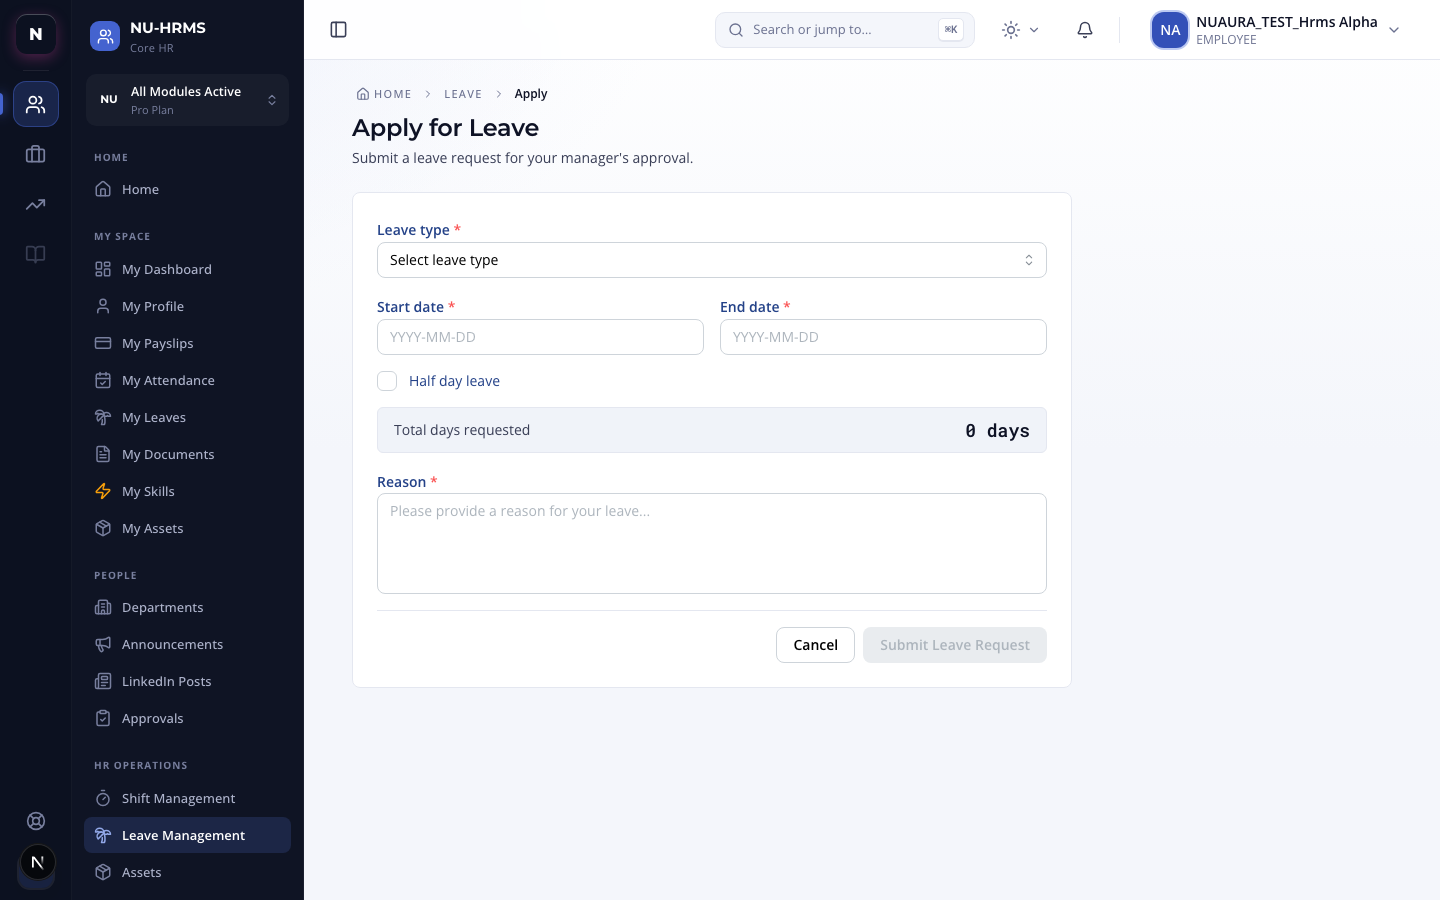 N
NU-HRMS
Core HR
NU
All Modules Active
Pro Plan
HOME
Home
MY SPACE
My Dashboard
My Profile
My Payslips
My Attendance
My Leaves
My Documents
My Skills
My Assets
PEOPLE
Departments
Announcements
LinkedIn Posts
Approvals
HR OPERATIONS
Shift Management
Leave Management
Assets
N
Search or jump to...
⌘K
NA
NUAURA_TEST_Hrms Alpha
EMPLOYEE
HOME > LEAVE > Apply
Apply for Leave
Submit a leave request for your manager's approval.
Leave type *
Select leave type
Start date *
End date *
YYYY-MM-DD
YYYY-MM-DD
Half day leave
Total days requested
0 days
Reason *
Please provide a reason for your leave...
Cancel
Submit Leave Request